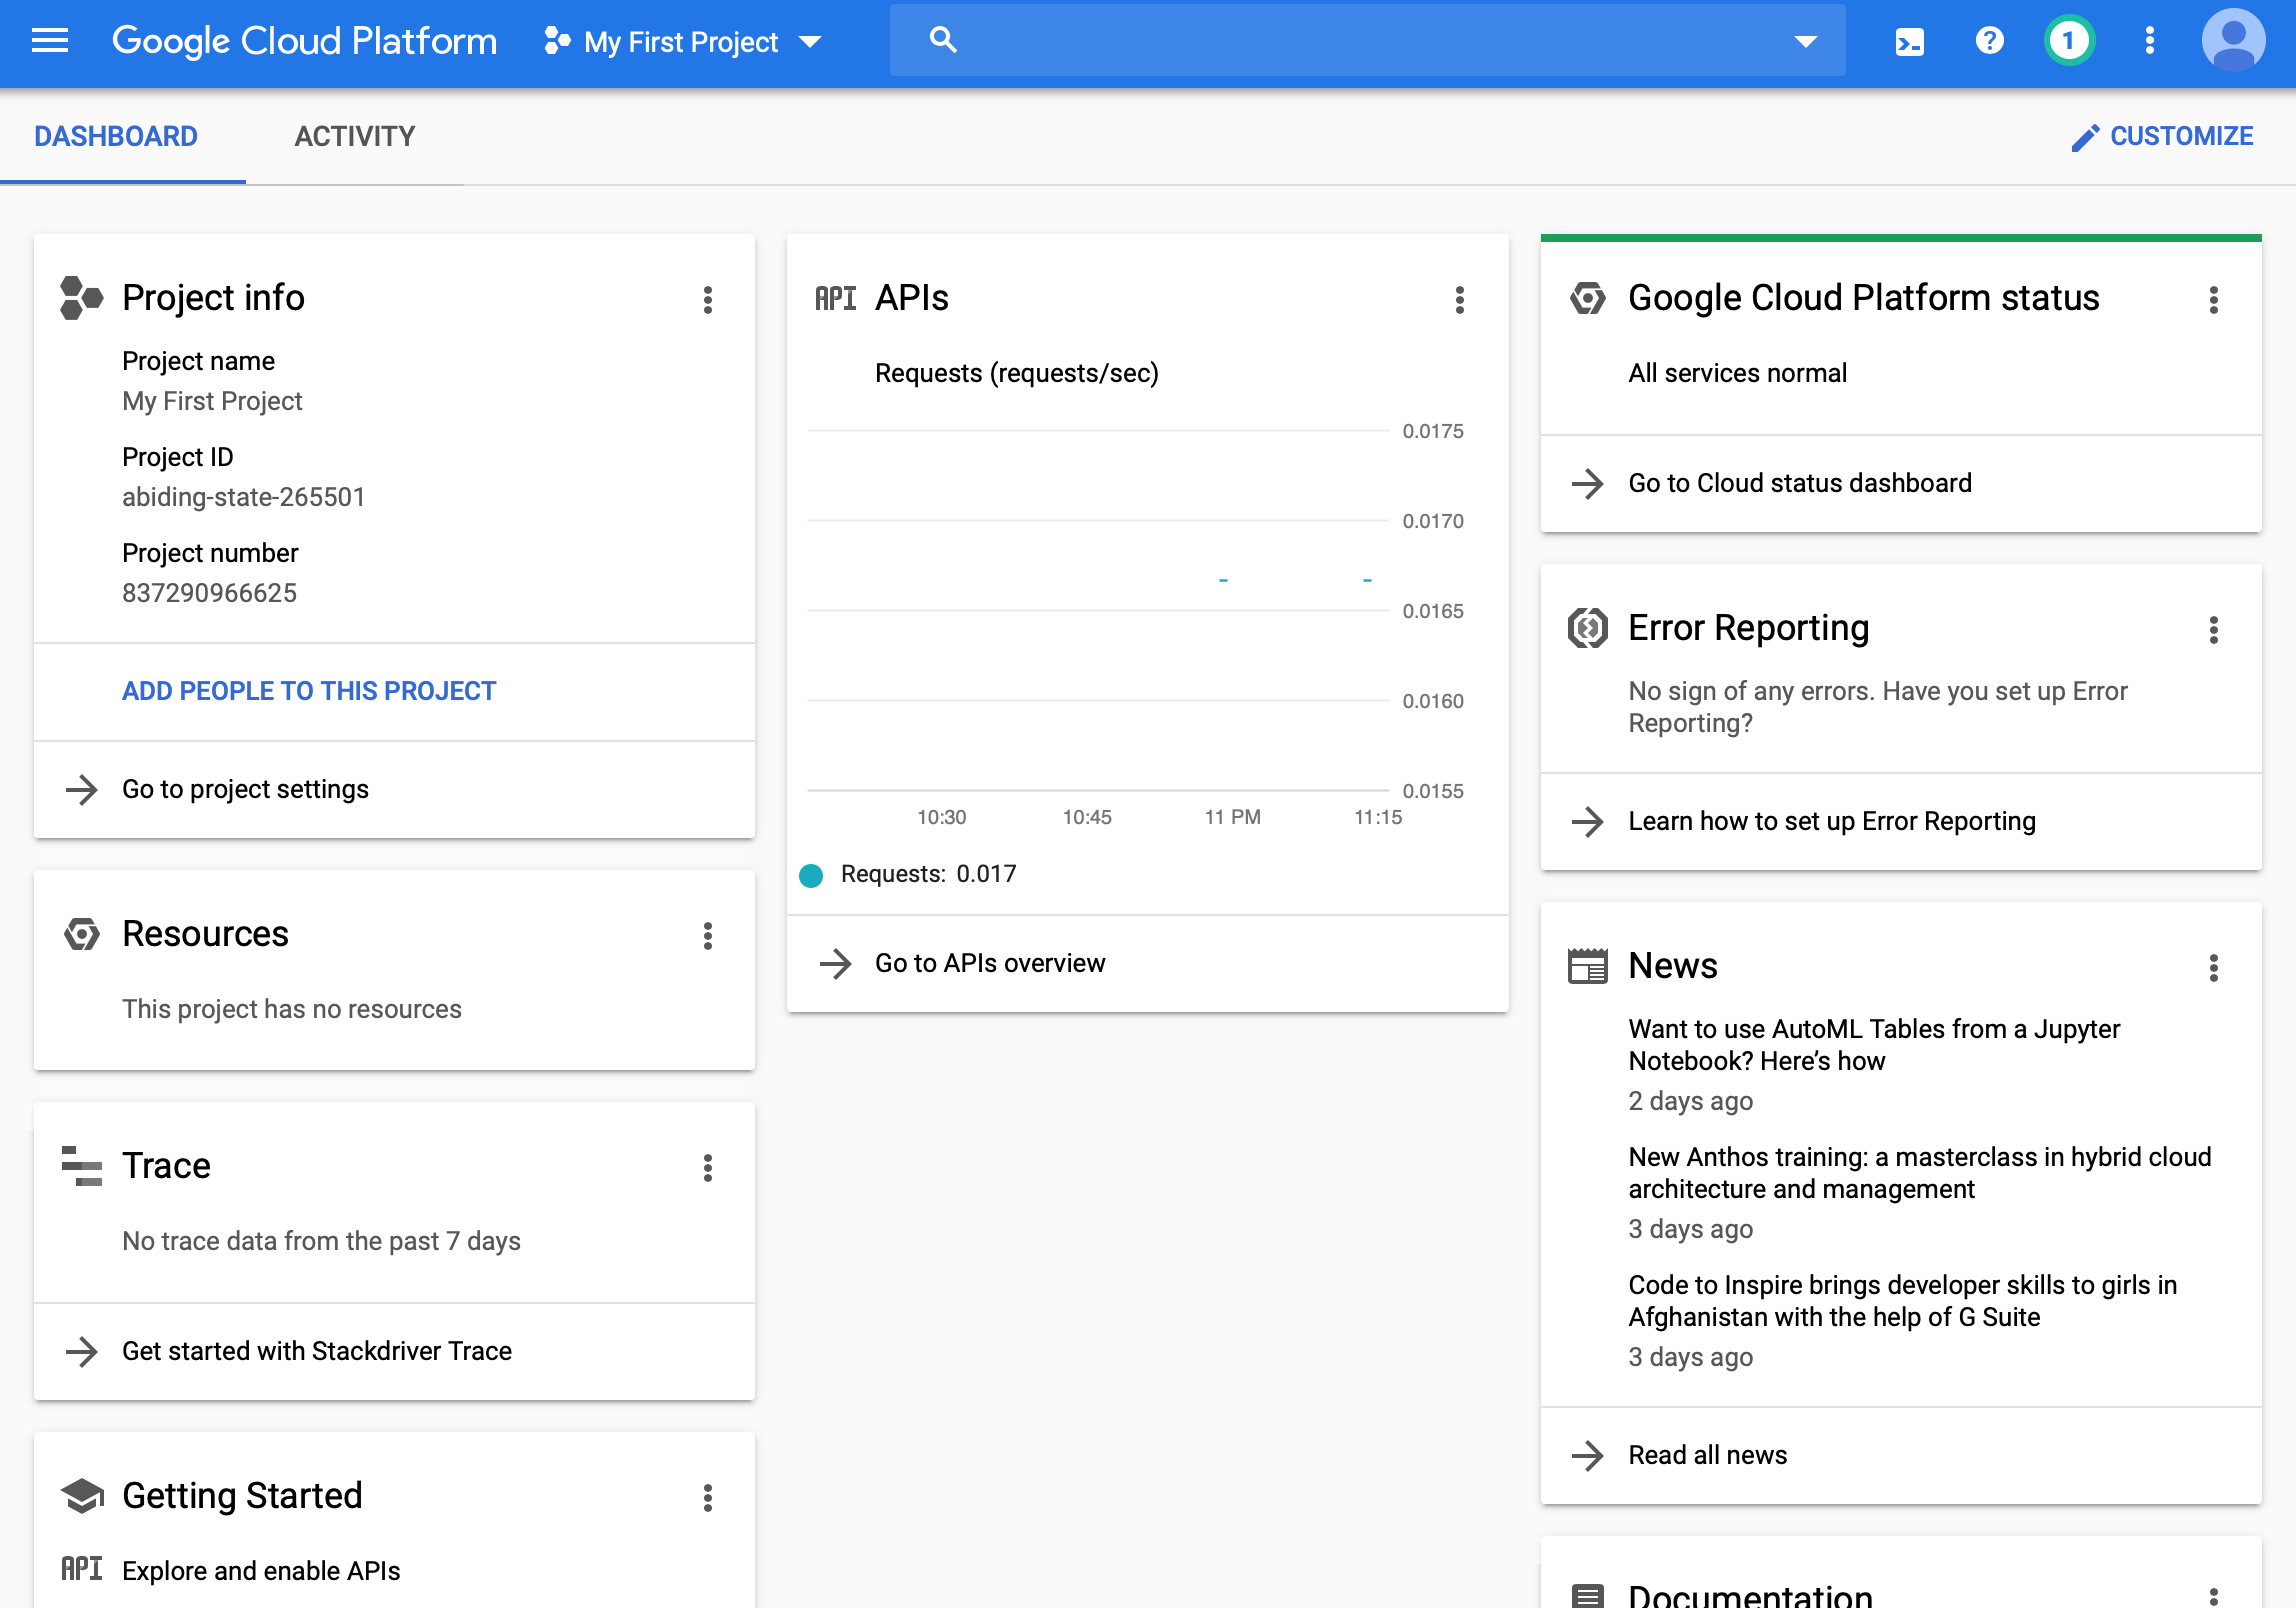 Google Cloud Platform
My First Project
1
DASHBOARD
ACTIVITY
CUSTOMIZE
Project info
Project name
My First Project
Project ID
abiding-state-265501
Project number
837290966625
ADD PEOPLE TO THIS PROJECT
Go to project settings
Resources
This project has no resources
Trace
No trace data from the past 7 days
Get started with Stackdriver Trace
Getting Started
API Explore and enable APIs
API APIs
Requests (requests/sec)
0.0175
0.0170
0.0165
0.0160
0.0155
10:30 10:45 11 PM 11:15
Requests: 0.017
Go to APIs overview
Google Cloud Platform status
All services normal
Go to Cloud status dashboard
Error Reporting
No sign of any errors. Have you set up Error
Reporting?
Learn how to set up Error Reporting
News
Want to use AutoML Tables from a Jupyter
Notebook? Here’s how
2 days ago
New Anthos training: a masterclass in hybrid cloud
architecture and management
3 days ago
Code to Inspire brings developer skills to girls in
Afghanistan with the help of G Suite
3 days ago
Read all news
Documentation